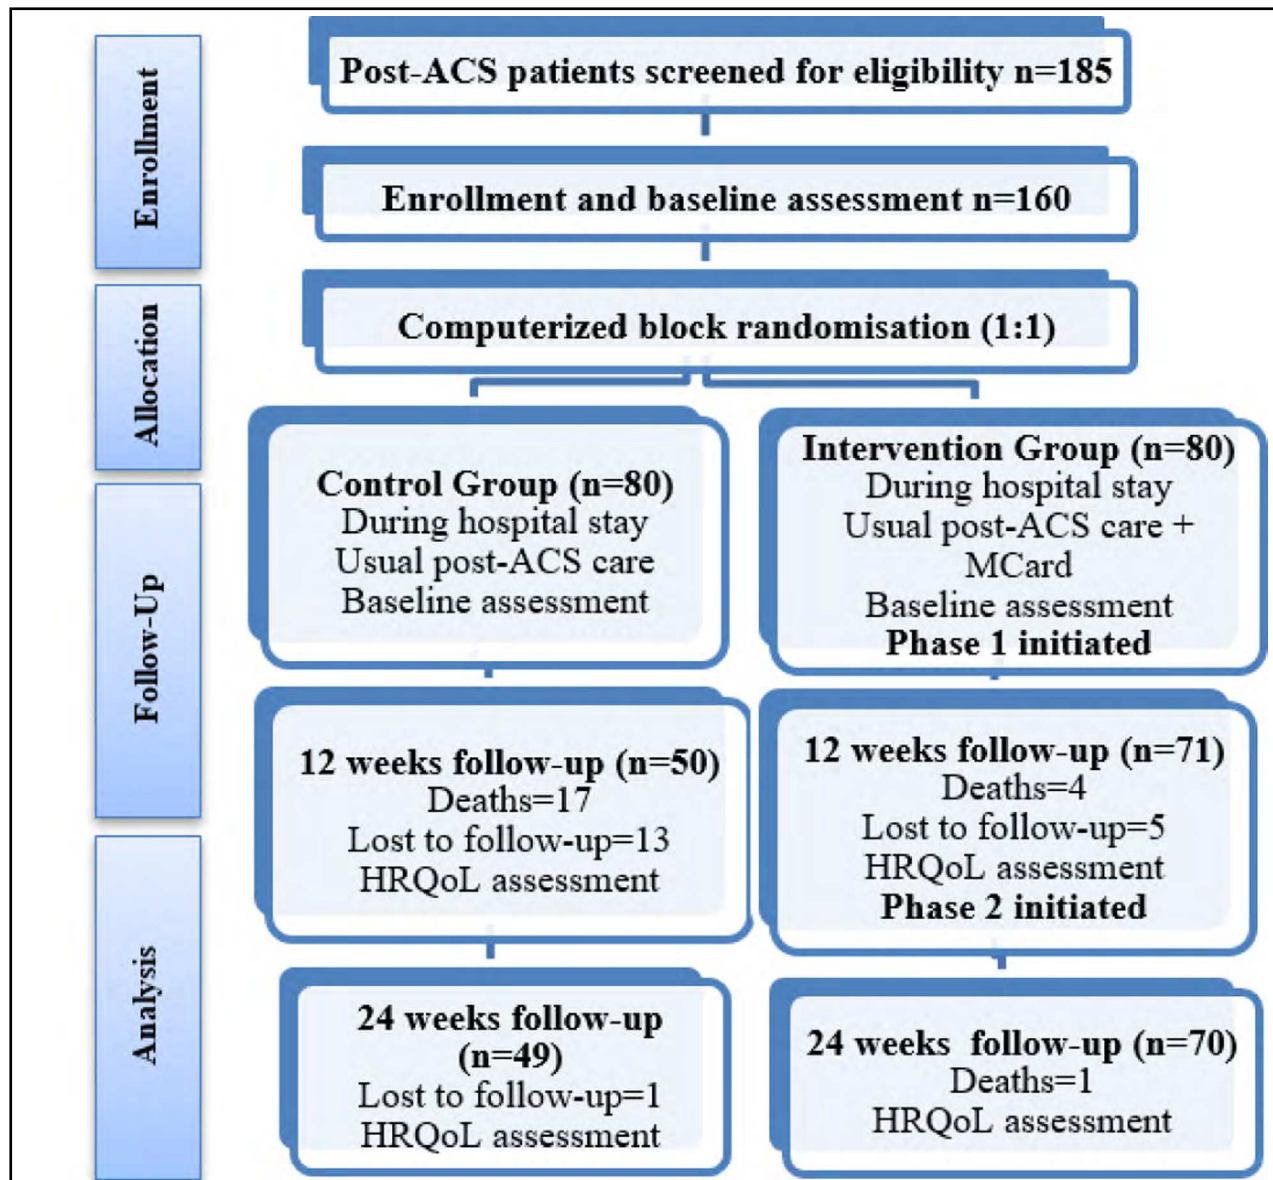 Enrollment
Post-ACS patients screened for eligibility n=185
Enrollment and baseline assessment n=160
Allocation
Computerized block randomisation (1:1)
Control Group (n=80)
During hospital stay
Usual post-ACS care
Baseline assessment
Intervention Group (n=80)
During hospital stay
Usual post-ACS care +
MCard
Baseline assessment
Phase 1 initiated
Follow-Up
12 weeks follow-up (n=50)
Deaths=17
Lost to follow-up=13
HRQoL assessment
12 weeks follow-up (n=71)
Deaths=4
Lost to follow-up=5
HRQoL assessment
Phase 2 initiated
Analysis
24 weeks follow-up
(n=49)
Lost to follow-up=1
HRQoL assessment
24 weeks follow-up (n=70)
Deaths=1
HRQoL assessment